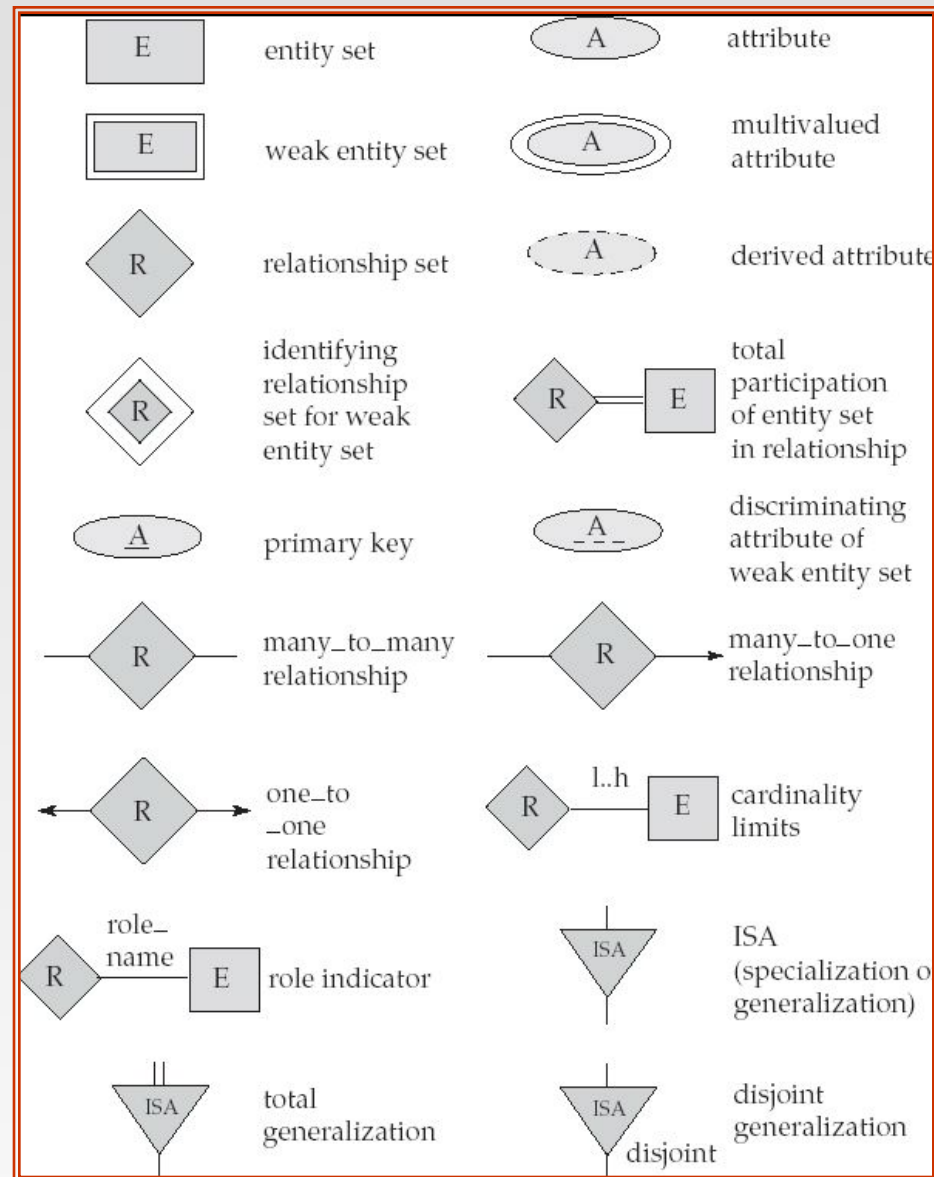 E
entity set
A
attribute
E
weak entity set
A
multivalued
attribute
R
relationship set
A
derived attribute
R
identifying
relationship
set for weak
entity set
R
E
total
participation
of entity set
in relationship
A
primary key
A
discriminating
attribute of
weak entity set
R
many_to_many
relationship
R
many_to_one
relationship
R
one_to
_one
relationship
R
l..h
E
cardinality
limits
R
role_
name
E
role indicator
ISA
ISA
(specialization o
generalization)
ISA
total
generalization
ISA
disjoint
disjoint
generalization